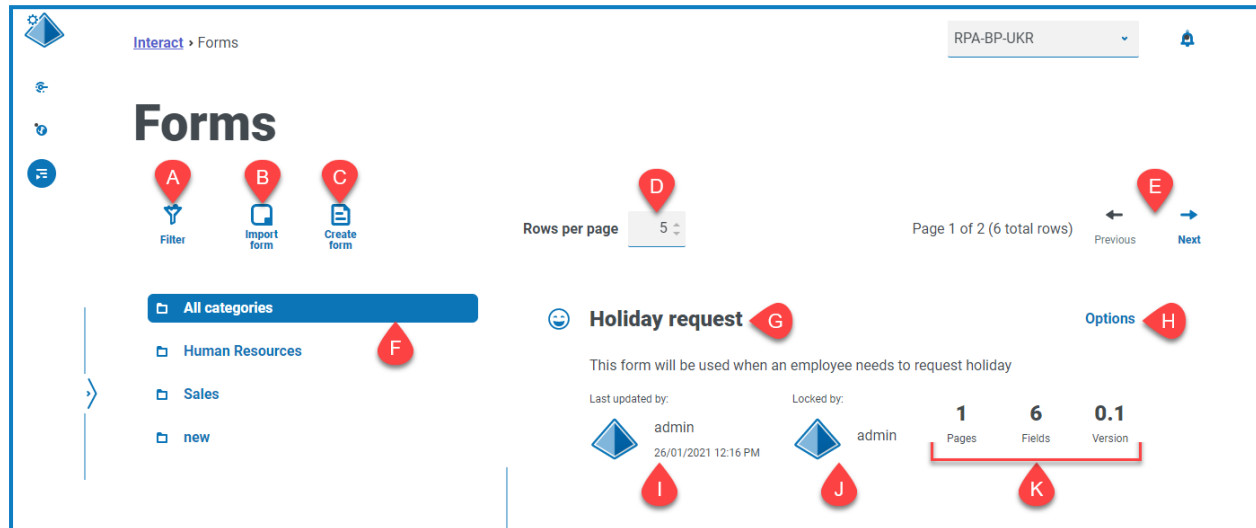 Interact › Forms
RPA-BP-UKR
Forms
A
B
C
D
E
Filter
Import
form
Create
form
Rows per page 5
Page 1 of 2 (6 total rows)
Previous
Next
All categories
F
Human Resources
Sales
new
Holiday request
G
Options
H
This form will be used when an employee needs to request holiday
Last updated by:
admin
26/01/2021 12:16 PM
I
Locked by:
admin
J
1
Pages
6
Fields
0.1
Version
K